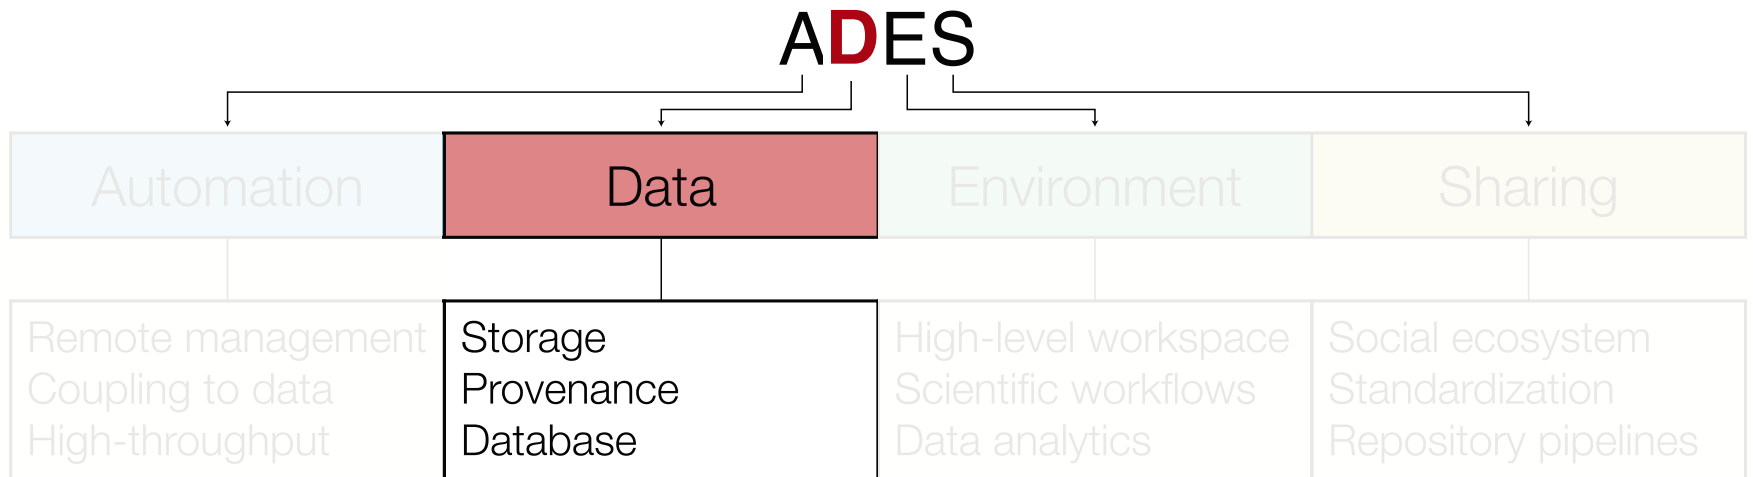 ADES
Automation
Data
Environment
Sharing
Remote management
Coupling to data
High-throughput
Storage
Provenance
Database
High-level workspace
Scientific workflows
Data analytics
Social ecosystem
Standardization
Repository pipelines